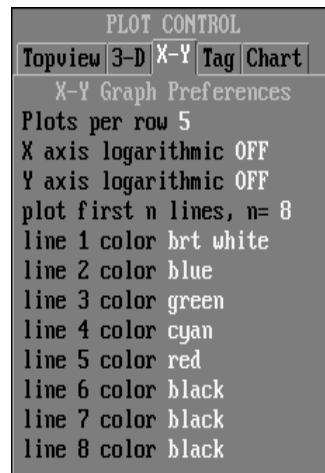 PLOT CONTROL
Topview 3-D X-Y Tag Chart
X-Y Graph Preferences
Plots per row 5
X axis logarithmic OFF
Y axis logarithmic OFF
plot first n lines, n= 8
line 1 color brt white
line 2 color blue
line 3 color green
line 4 color cyan
line 5 color red
line 6 color black
line 7 color black
line 8 color black